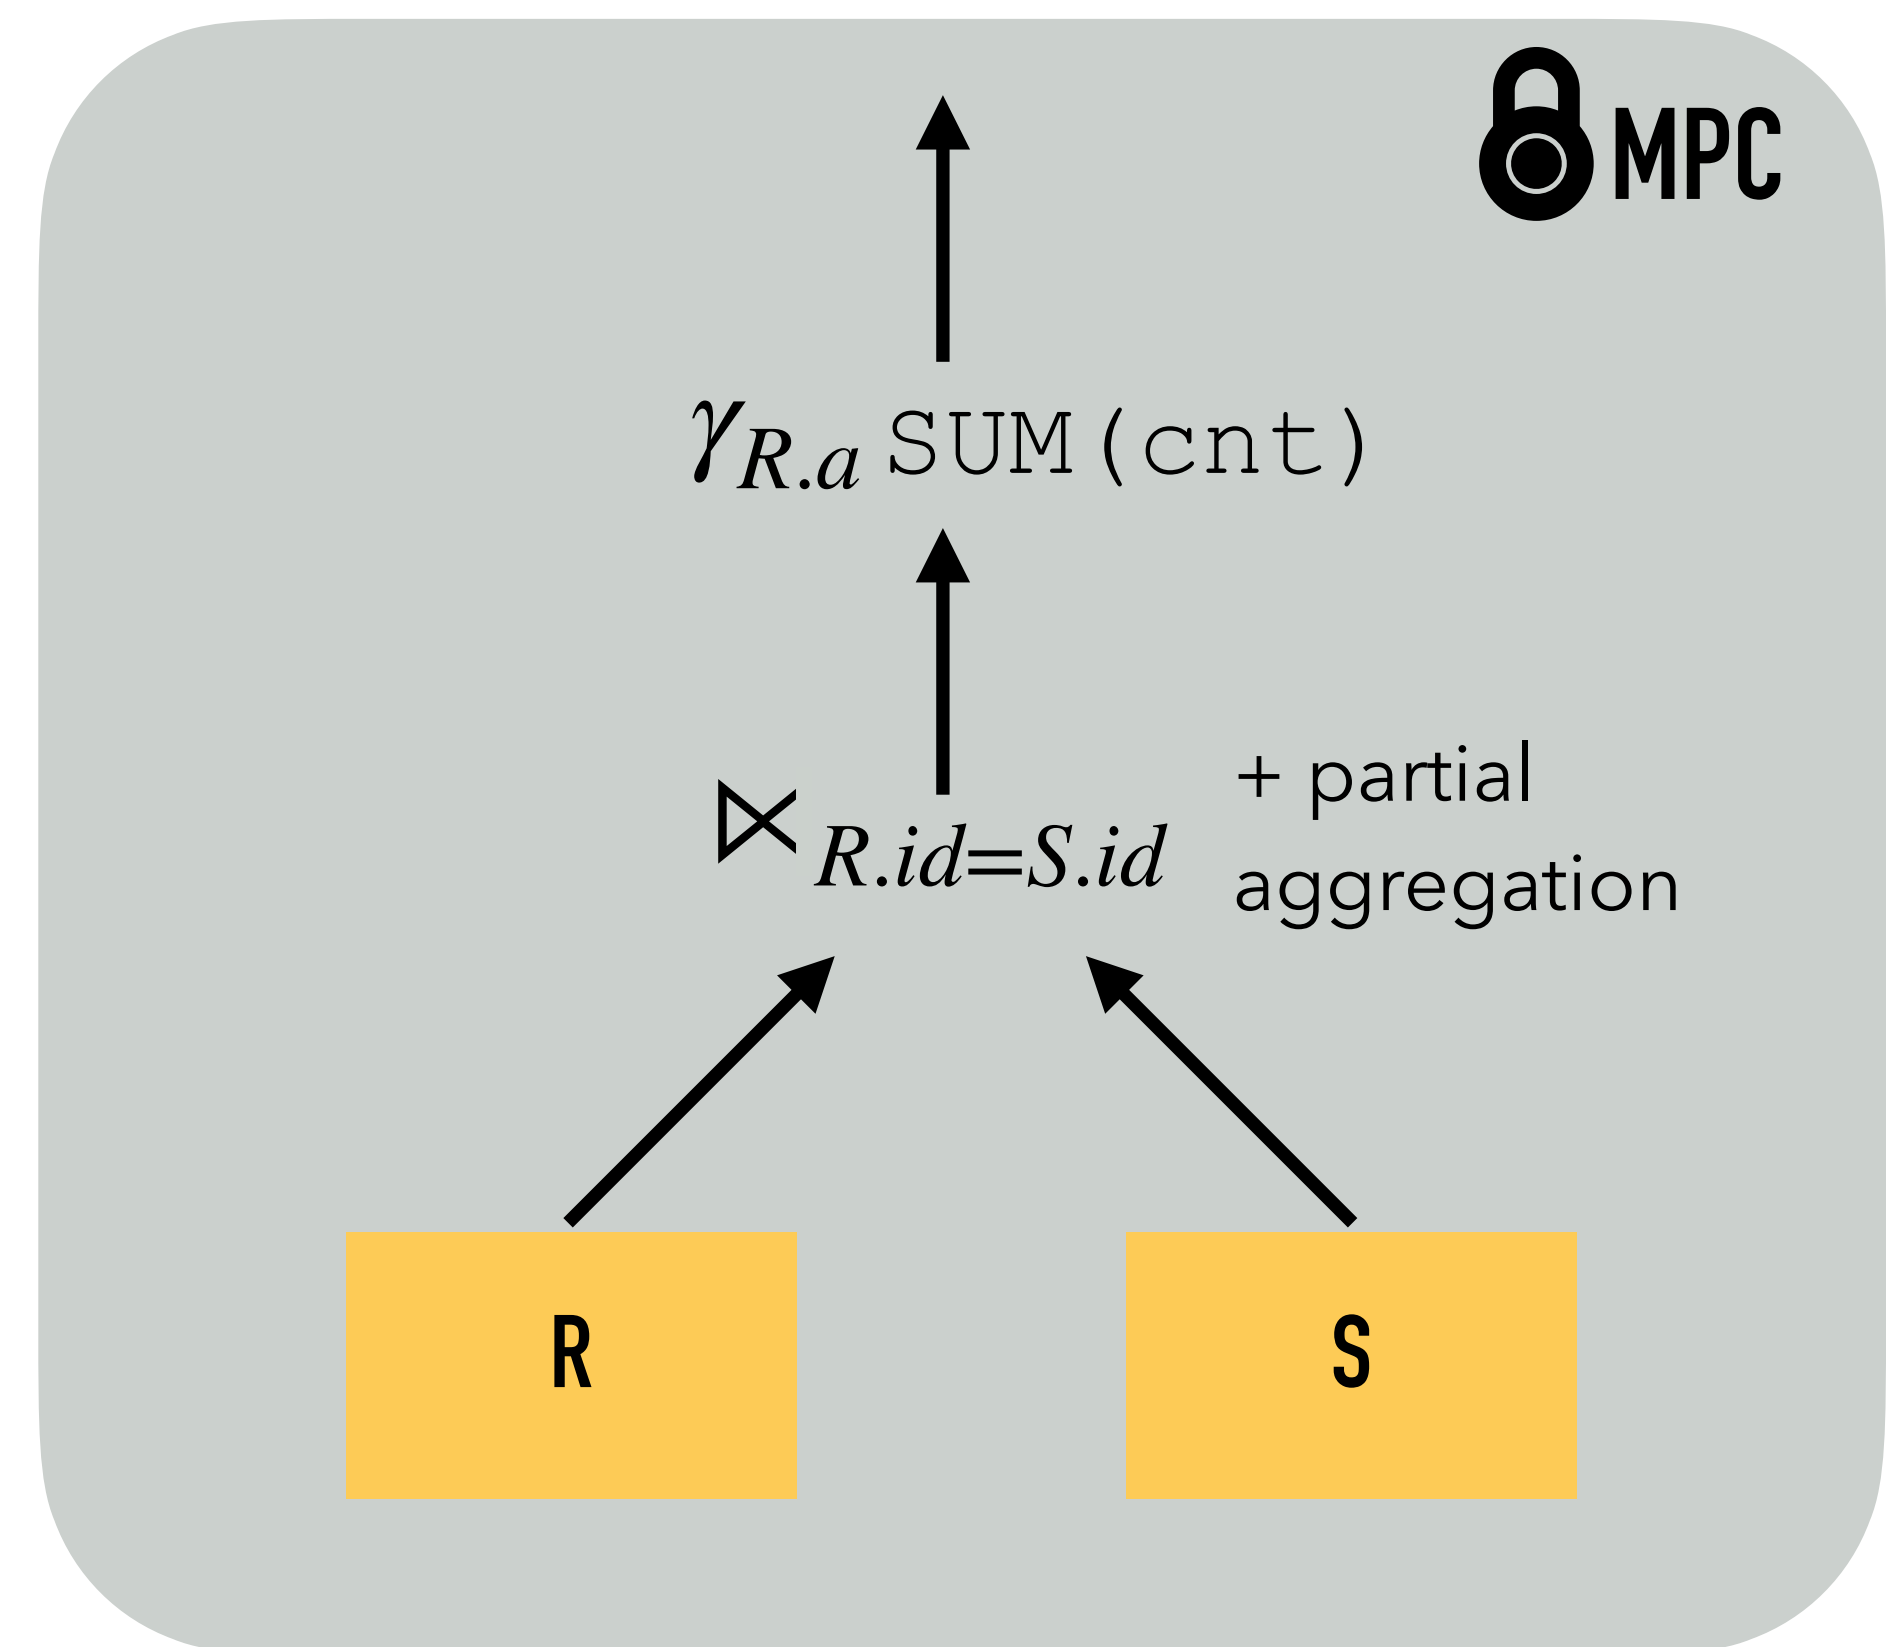 MPC
γR.a SUM(cnt)
⋉R.id=S.id
+ partial
aggregation
R
S